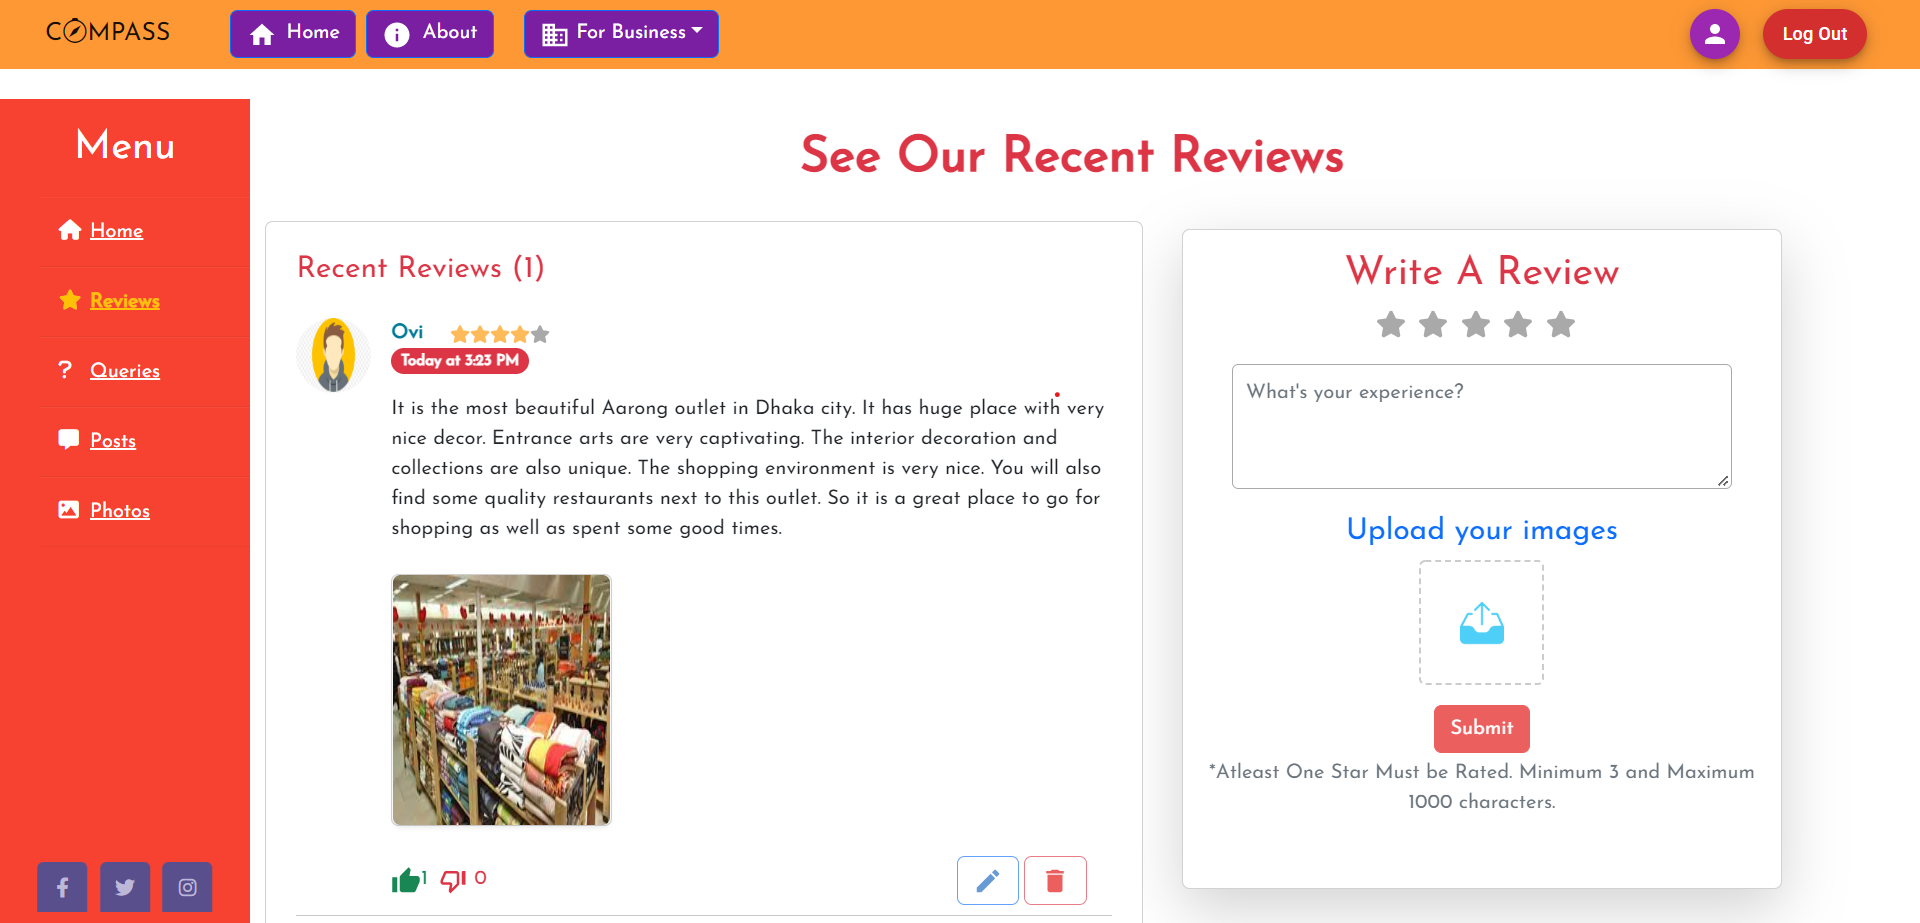 COMPASS
Home
About
For Business
Log Out
Menu
Home
Reviews
Queries
Posts
Photos
See Our Recent Reviews
Recent Reviews (1)
Ovi
Today at 3:23 PM
It is the most beautiful Aarong outlet in Dhaka city. It has huge place with very
nice decor. Entrance arts are very captivating. The interior decoration and
collections are also unique. The shopping environment is very nice. You will also
find some quality restaurants next to this outlet. So it is a great place to go for
shopping as well as spent some good times.
1
0
Write A Review
What's your experience?
Upload your images
Submit
*Atleast One Star Must be Rated. Minimum 3 and Maximum
1000 characters.